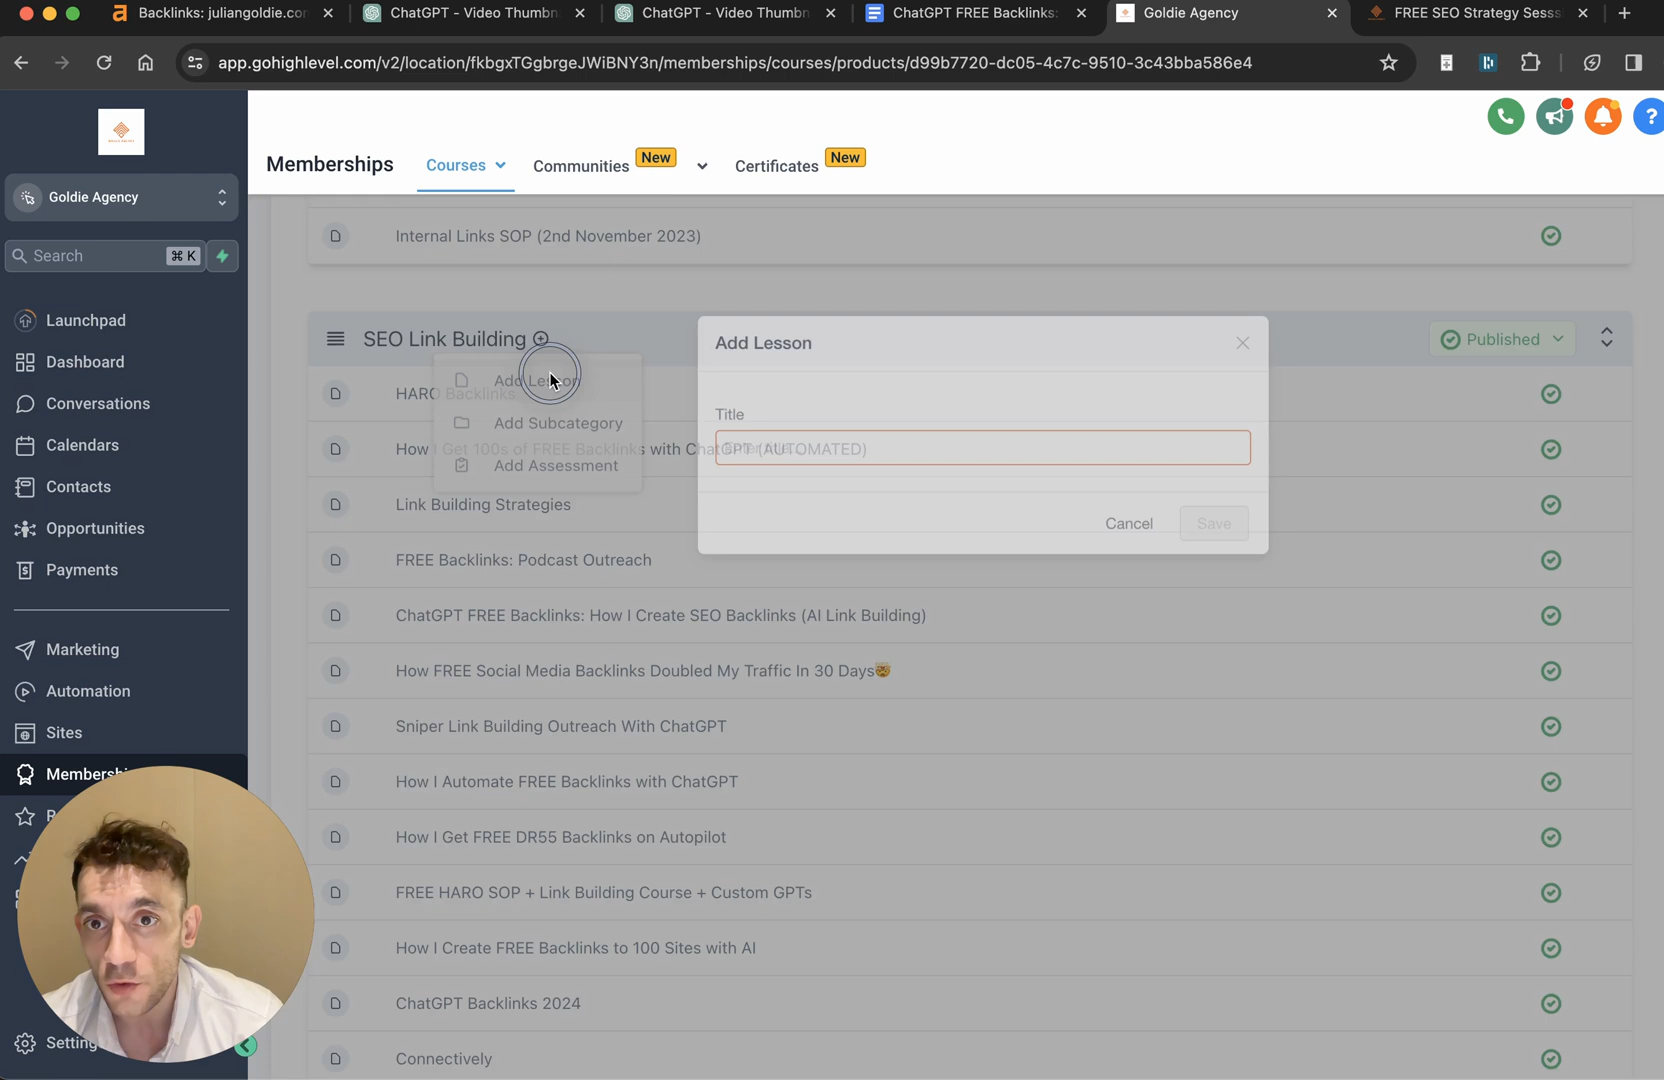 Backlinks: juliangoldie.co
ChatGPT - Video Thumbn
ChatGPT - Video Thumbn
ChatGPT FREE Backlinks:
Goldie Agency
FREE SEO Strategy Sesss
app.gohighlevel.com/v2/location/fkbgxTGgbrgeJWiBNY3n/memberships/courses/products/d99b7720-dc05-4c7c-9510-3c43bba586e4
Goldie Agency
Search
⌘ K
Launchpad
Dashboard
Conversations
Calendars
Contacts
Opportunities
Payments
Marketing
Automation
Sites
Membershi
Setting
Memberships
Courses
Communities
New
Certificates
New
Internal Links SOP (2nd November 2023)
SEO Link Building
Published
Add Lesson
Add Subcategory
Add Assessment
HARO Backlinks
How I Get 100s of FREE Backlinks with ChatGPT (AUTOMATED)
Link Building Strategies
FREE Backlinks: Podcast Outreach
ChatGPT FREE Backlinks: How I Create SEO Backlinks (AI Link Building)
How FREE Social Media Backlinks Doubled My Traffic In 30 Days🤯
Sniper Link Building Outreach With ChatGPT
How I Automate FREE Backlinks with ChatGPT
How I Get FREE DR55 Backlinks on Autopilot
FREE HARO SOP + Link Building Course + Custom GPTs
How I Create FREE Backlinks to 100 Sites with AI
ChatGPT Backlinks 2024
Connectively
Add Lesson
Title
Cancel
Save